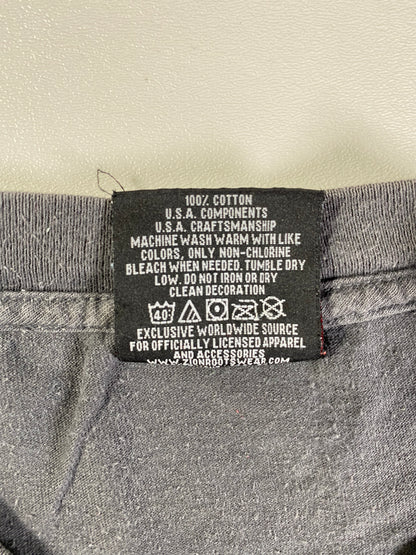 100% COTTON
U.S.A. COMPONENTS
U.S.A. CRAFTSMANSHIP
MACHINE WASH WARM WITH LIKE
COLORS, ONLY NON-CHLORINE
BLEACH WHEN NEEDED. TUMBLE DRY
LOW. DO NOT IRON OR DRY
CLEAN DECORATION
40
EXCLUSIVE WORLDWIDE SOURCE
FOR OFFICIALLY LICENSED APPAREL
AND ACCESSORIES
WWW.ZIONROOTSWEAR.COM